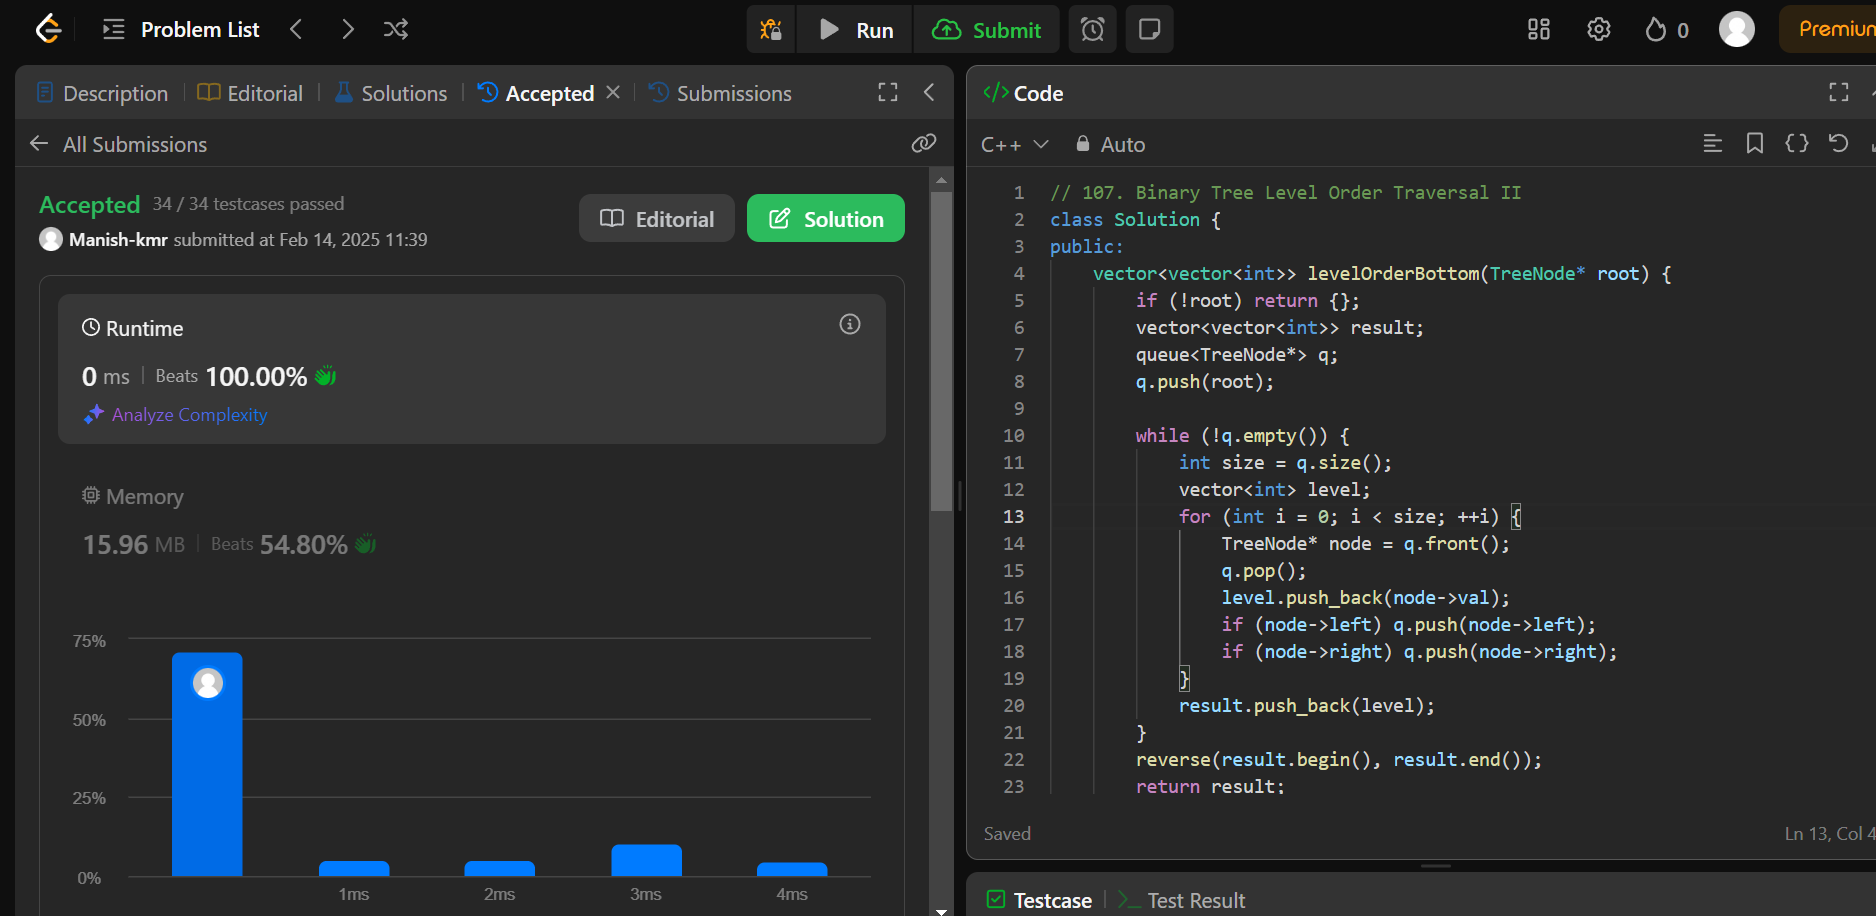 Problem List
Run
Submit
0
Premium
Description
Editorial
Solutions
Accepted
Submissions
All Submissions
Accepted 34 / 34 testcases passed
Manish-kmr submitted at Feb 14, 2025 11:39
Editorial
Solution
Runtime
0 ms Beats 100.00%
Analyze Complexity
Memory
15.96 MB Beats 54.80%
75%
50%
25%
0%
1ms
2ms
3ms
4ms
</> Code
C++
Auto
1 // 107. Binary Tree Level Order Traversal II
2 class Solution {
3 public:
4     vector<vector<int>> levelOrderBottom(TreeNode* root) {
5         if (!root) return {};
6         vector<vector<int>> result;
7         queue<TreeNode*> q;
8         q.push(root);
9
10         while (!q.empty()) {
11             int size = q.size();
12             vector<int> level;
13             for (int i = 0; i < size; ++i) {
14                 TreeNode* node = q.front();
15                 q.pop();
16                 level.push_back(node->val);
17                 if (node->left) q.push(node->left);
18                 if (node->right) q.push(node->right);
19             }
20             result.push_back(level);
21         }
22         reverse(result.begin(), result.end());
23         return result;
Saved
Ln 13, Col 4
Testcase
Test Result